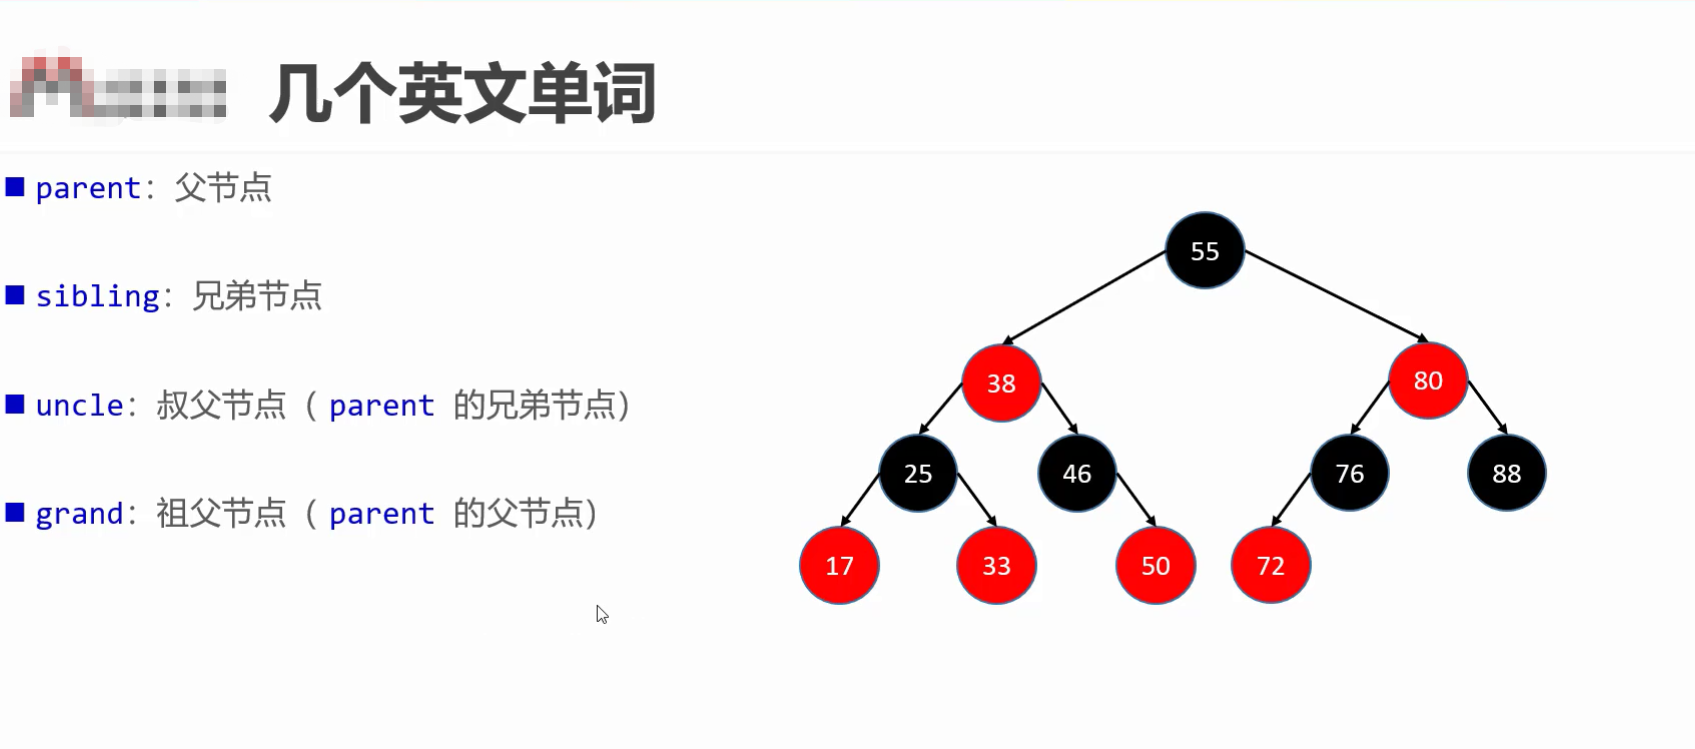 几个英文单词
■ parent：父节点
■ sibling：兄弟节点
■ uncle：叔父节点（parent 的兄弟节点）
■ grand：祖父节点（parent 的父节点）
55
38
80
25
46
76
88
17
33
50
72